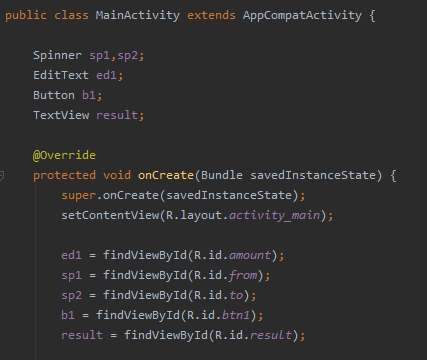 public class MainActivity extends AppCompatActivity {
Spinner sp1,sp2;
EditText ed1;
Button b1;
TextView result;
@Override
protected void onCreate(Bundle savedInstanceState) {
super.onCreate(savedInstanceState);
setContentView(R.layout.activity_main);
ed1 = findViewById(R.id.amount);
sp1 = findViewById(R.id.from);
sp2 = findViewById(R.id.to);
b1 = findViewById(R.id.btn1);
result = findViewById(R.id.result);